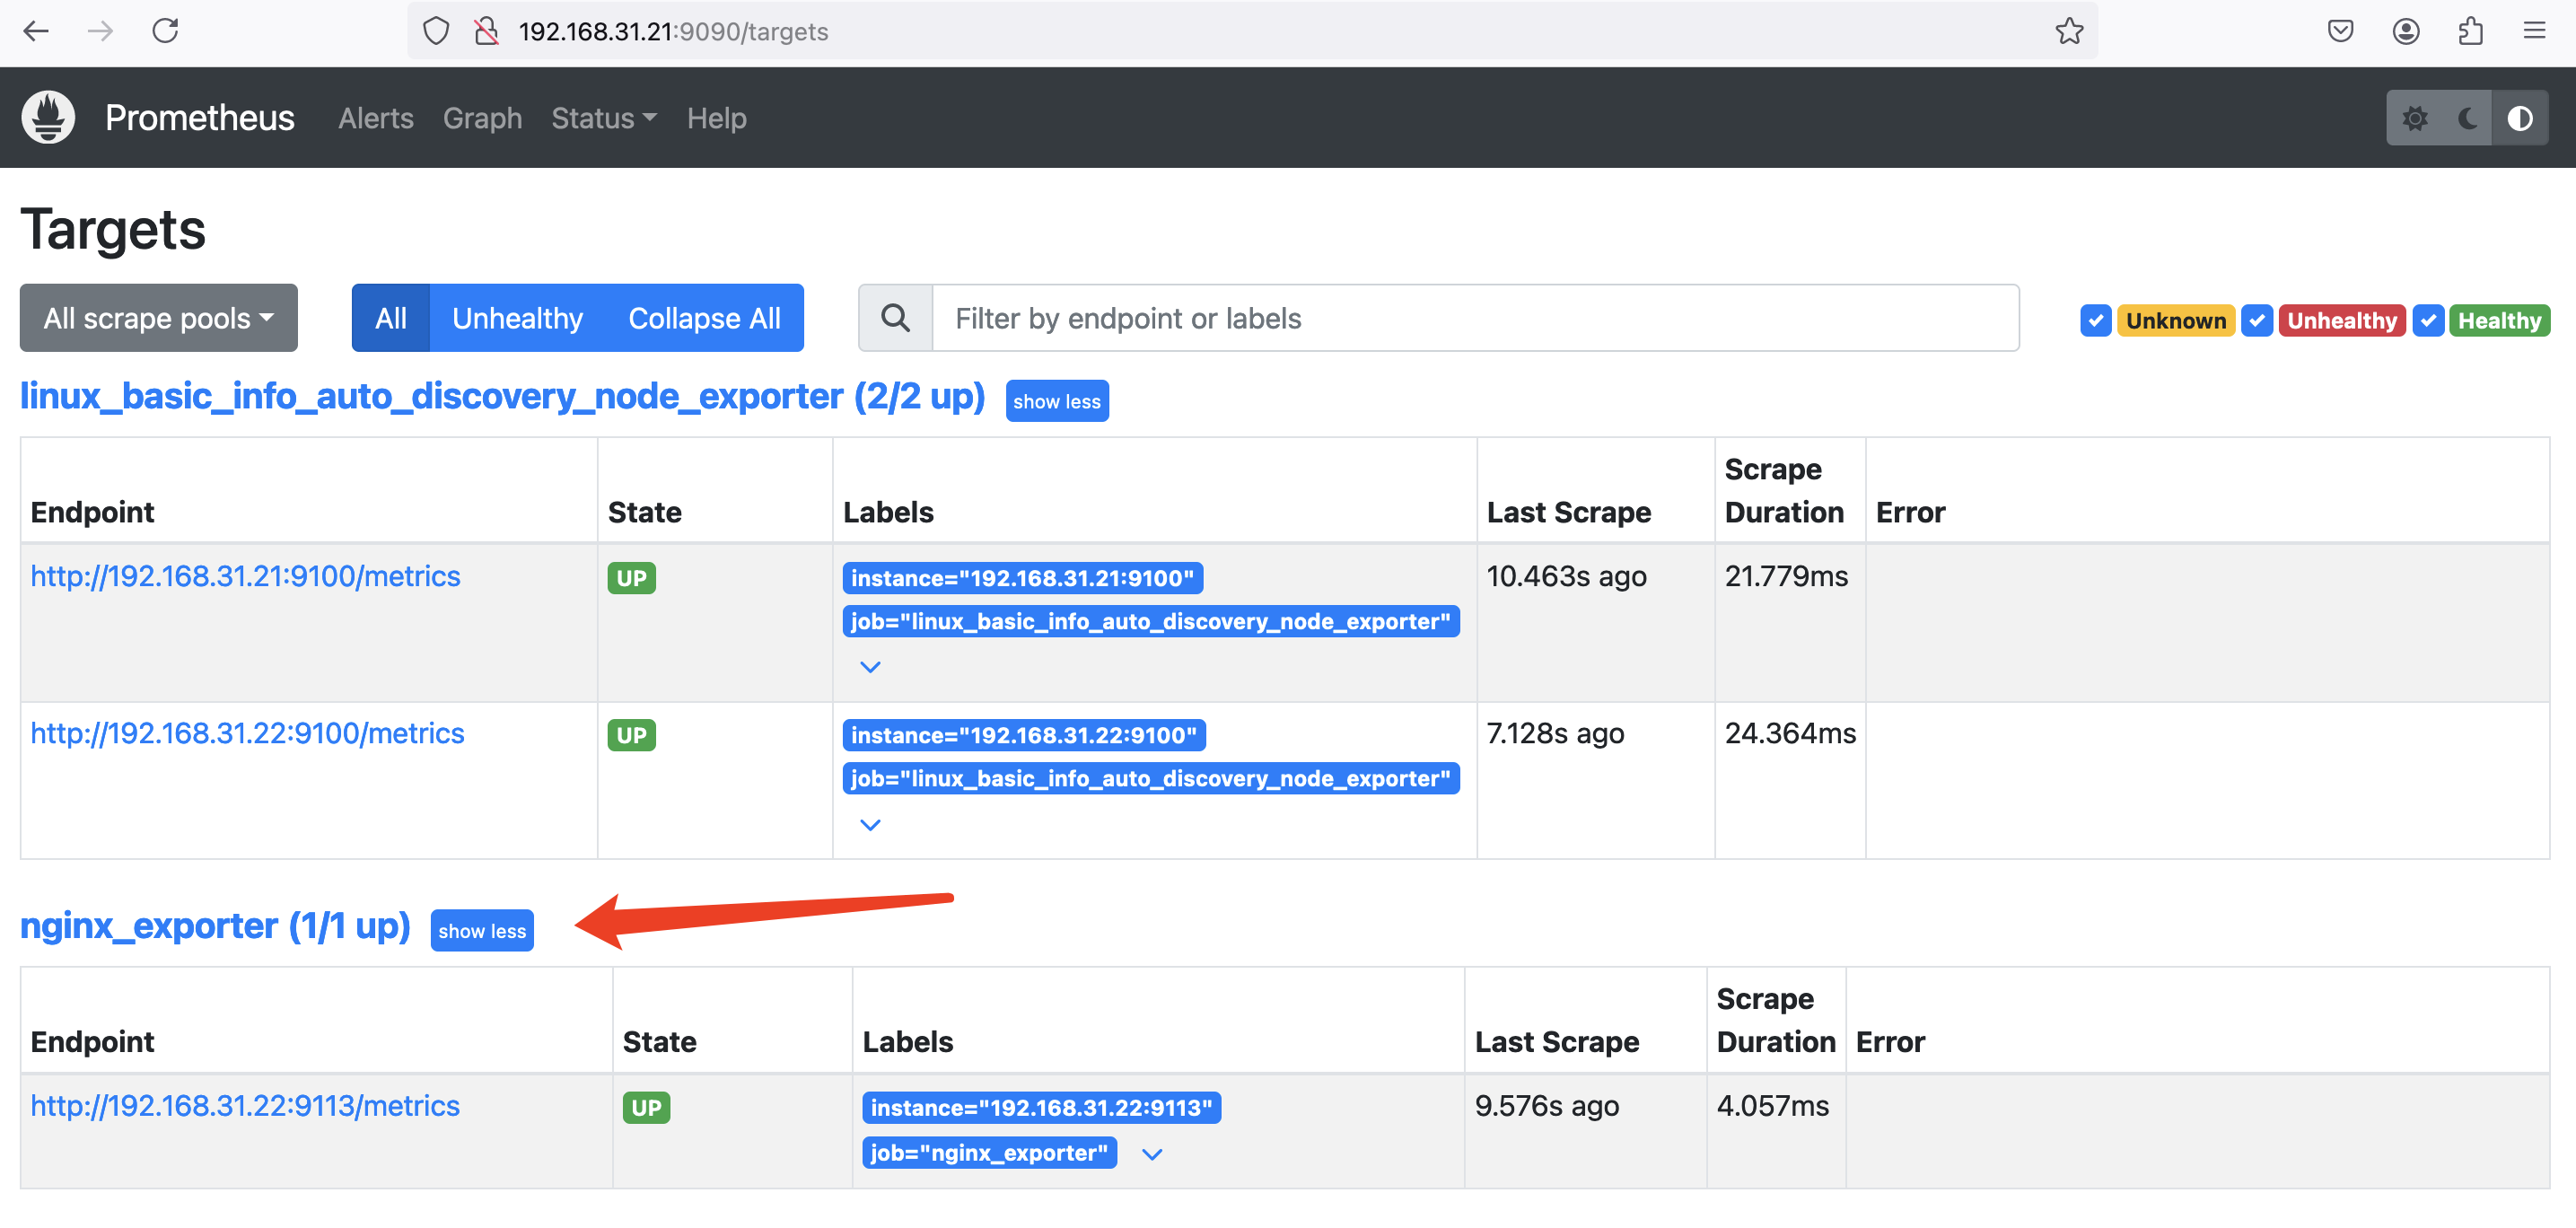 192.168.31.21:9090/targets
Prometheus Alerts Graph Status Help
Targets
All scrape pools All Unhealthy Collapse All Filter by endpoint or labels Unknown Unhealthy Healthy
linux_basic_info_auto_discovery_node_exporter (2/2 up) show less
Endpoint State Labels Last Scrape Scrape Duration Error
http://192.168.31.21:9100/metrics UP instance="192.168.31.21:9100" 10.463s ago 21.779ms
job="linux_basic_info_auto_discovery_node_exporter"
http://192.168.31.22:9100/metrics UP instance="192.168.31.22:9100" 7.128s ago 24.364ms
job="linux_basic_info_auto_discovery_node_exporter"
nginx_exporter (1/1 up) show less
Endpoint State Labels Last Scrape Scrape Duration Error
http://192.168.31.22:9113/metrics UP instance="192.168.31.22:9113" 9.576s ago 4.057ms
job="nginx_exporter"